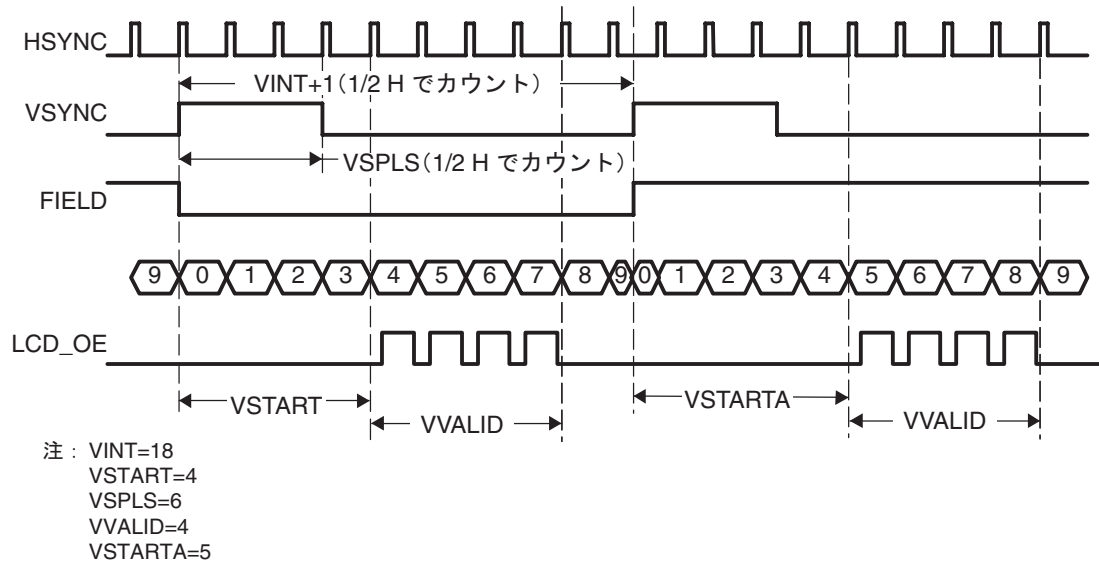 HSYNC
VINT+1(1/2 H でカウント)
VSYNC
VSPLS(1/2 H でカウント)
FIELD
9 0 1 2 3 4 5 6 7 8 9 0 1 2 3 4 5 6 7 8 9
LCD_OE
VSTART VSTARTA
VVALID VVALID
注 : VINT=18
VSTART=4
VSPLS=6
VVALID=4
VSTARTA=5